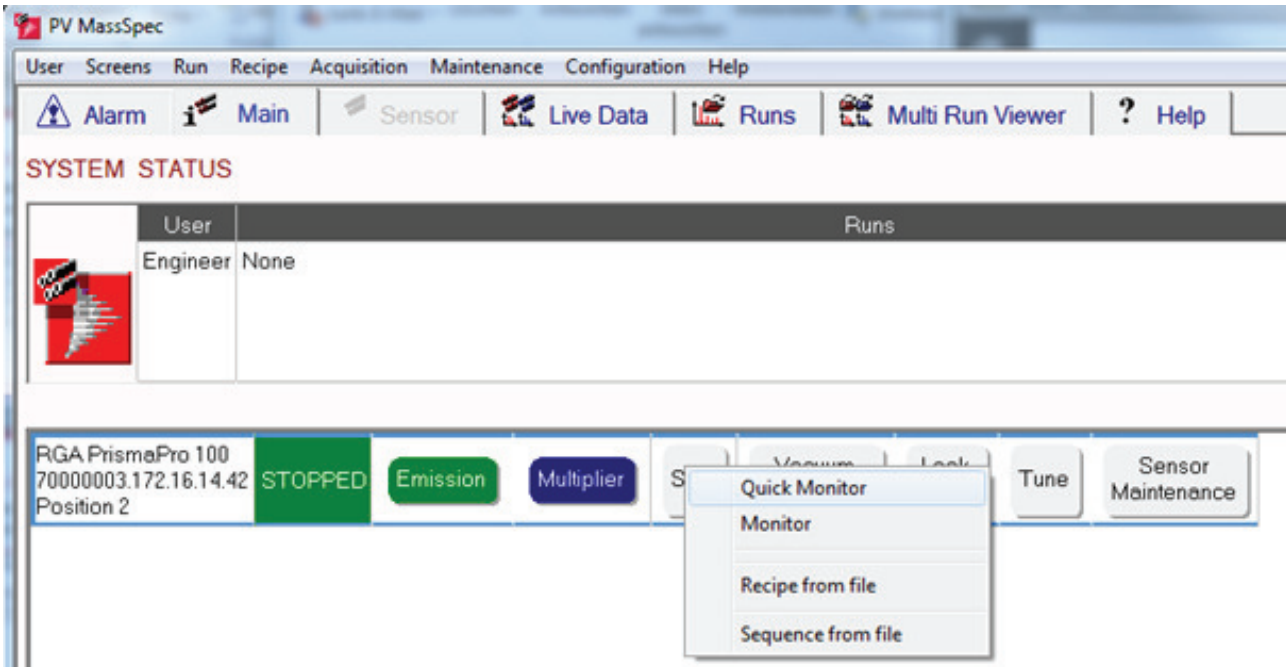 PV MassSpec
User Screens Run Recipe Acquisition Maintenance Configuration Help
Alarm Main Sensor Live Data Runs Multi Run Viewer ? Help
SYSTEM STATUS
User Runs
Engineer None
RGA PrismaPro 100
70000003.172.16.14.42
Position 2
STOPPED Emission Multiplier Tune Sensor Maintenance
Quick Monitor
Monitor
Recipe from file
Sequence from file